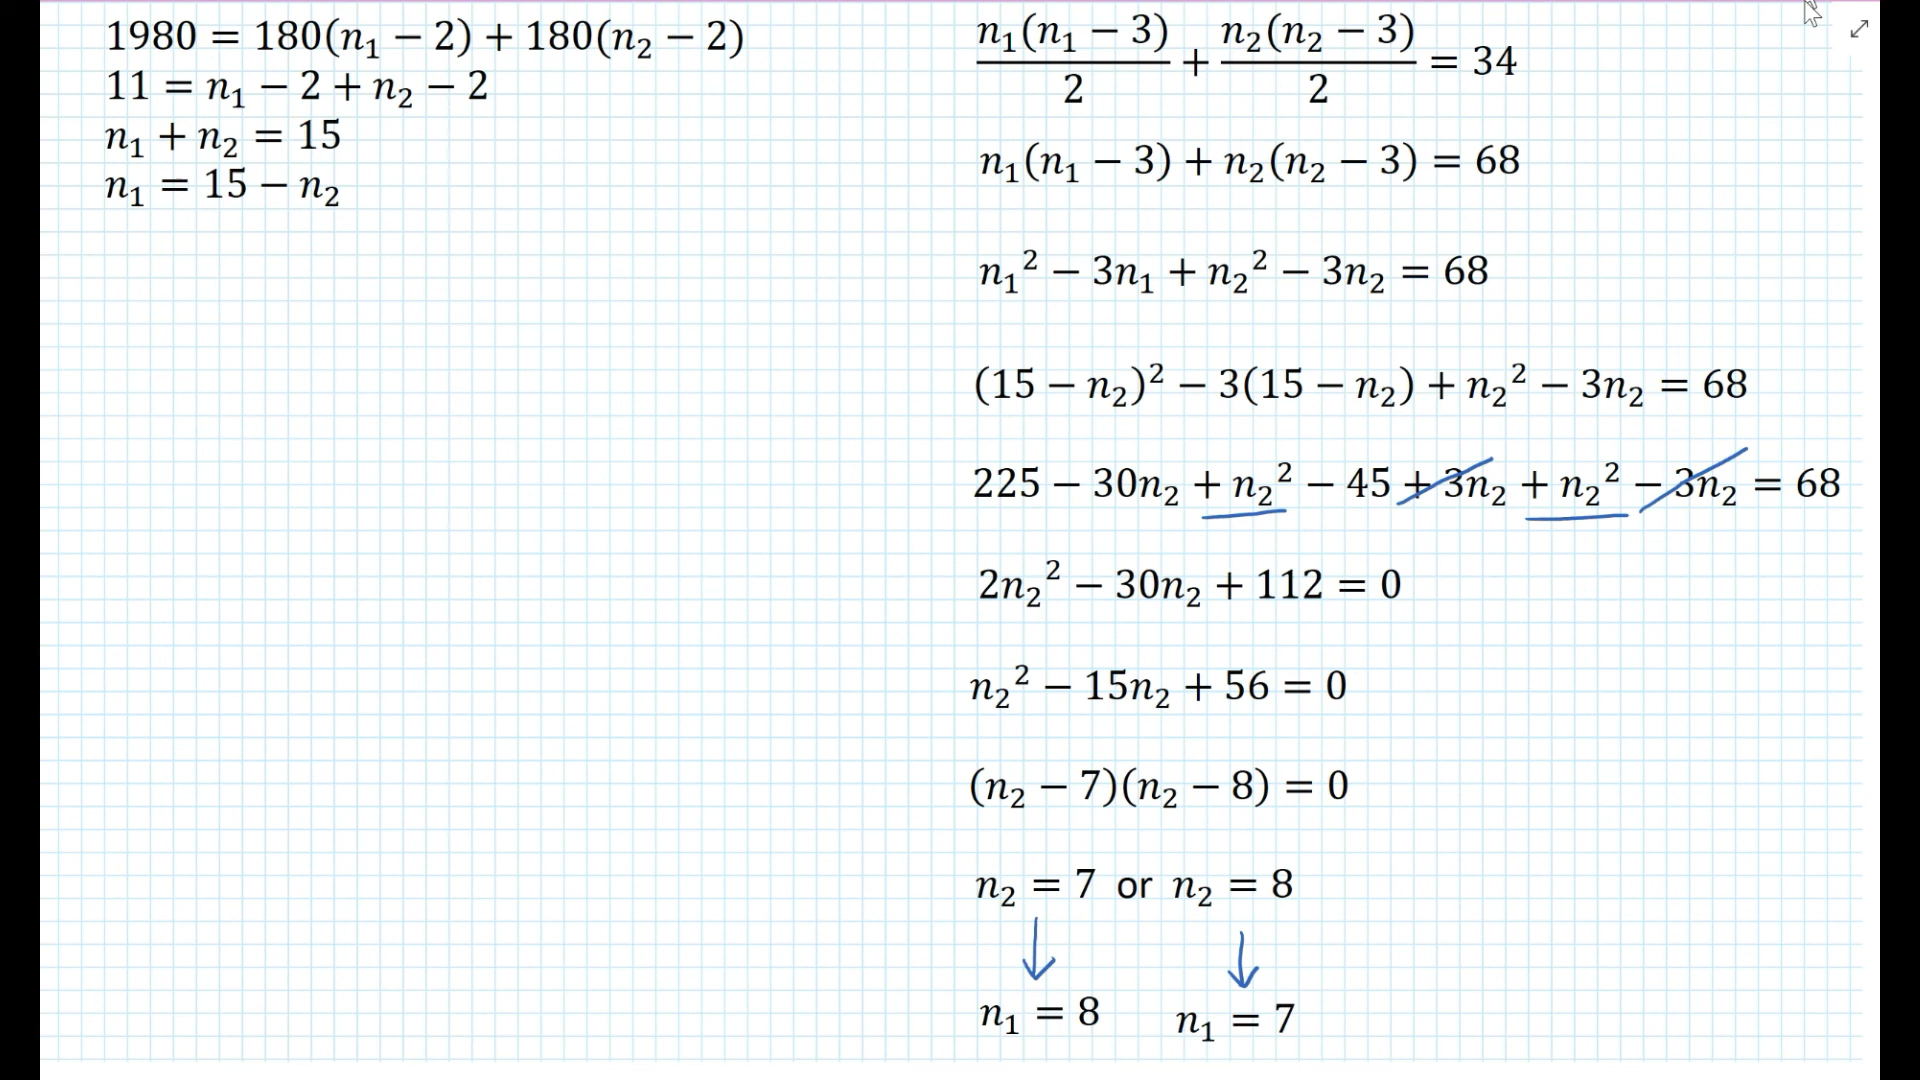 1980 = 180(n₁ − 2) + 180(n₂ − 2)
11 = n₁ − 2 + n₂ − 2
n₁ + n₂ = 15
n₁ = 15 − n₂
n₁(n₁ − 3)/2 + n₂(n₂ − 3)/2 = 34
n₁(n₁ − 3) + n₂(n₂ − 3) = 68
n₁² − 3n₁ + n₂² − 3n₂ = 68
(15 − n₂)² − 3(15 − n₂) + n₂² − 3n₂ = 68
225 − 30n₂ + n₂² − 45 + 3n₂ + n₂² − 3n₂ = 68
2n₂² − 30n₂ + 112 = 0
n₂² − 15n₂ + 56 = 0
(n₂ − 7)(n₂ − 8) = 0
n₂ = 7 or n₂ = 8
n₁ = 8 n₁ = 7